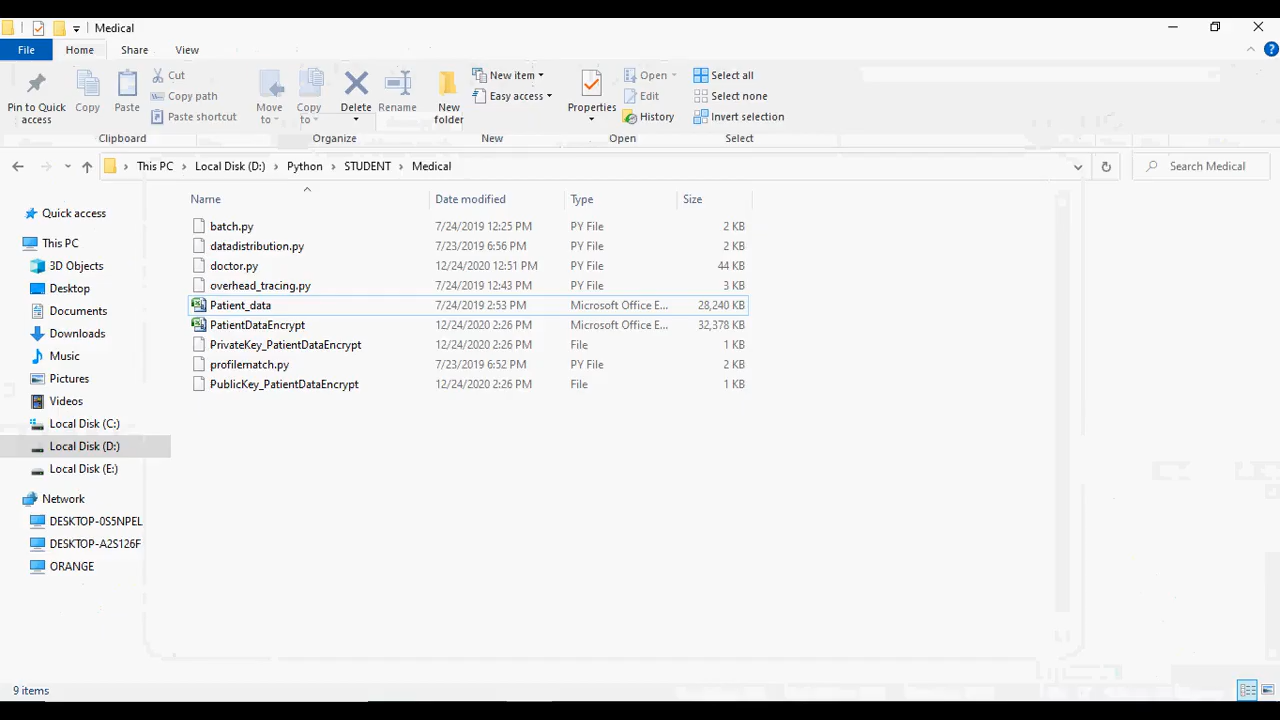 Medical
File Home Share View
Pin to Quick access
Copy
Paste
Cut
Copy path
Paste shortcut
Clipboard
Move to
Copy to
Delete
Rename
Organize
New folder
New item
Easy access
New
Properties
Open
Edit
History
Open
Select all
Select none
Invert selection
Select
This PC > Local Disk (D:) > Python > STUDENT > Medical
Search Medical
Quick access
This PC
3D Objects
Desktop
Documents
Downloads
Music
Pictures
Videos
Local Disk (C:)
Local Disk (D:)
Local Disk (E:)
Network
DESKTOP-0S5NPEL
DESKTOP-A2S126F
ORANGE
Name Date modified Type Size
batch.py 7/24/2019 12:25 PM PY File 2 KB
datadistribution.py 7/23/2019 6:56 PM PY File 2 KB
doctor.py 12/24/2020 12:51 PM PY File 44 KB
overhead_tracing.py 7/24/2019 12:43 PM PY File 3 KB
Patient_data 7/24/2019 2:53 PM Microsoft Office E... 28,240 KB
PatientDataEncrypt 12/24/2020 2:26 PM Microsoft Office E... 32,378 KB
PrivateKey_PatientDataEncrypt 12/24/2020 2:26 PM File 1 KB
profilematch.py 7/23/2019 6:52 PM PY File 2 KB
PublicKey_PatientDataEncrypt 12/24/2020 2:26 PM File 1 KB
9 items